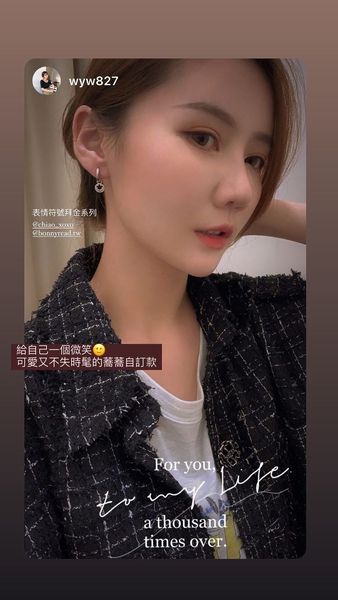 wyw827
表情符號拜金系列
@chiao_xoxo
@bonnyread.tw
給自己一個微笑
可愛又不失時髦的蕎蕎自訂款
For you,
to my Life
a thousand
times over.